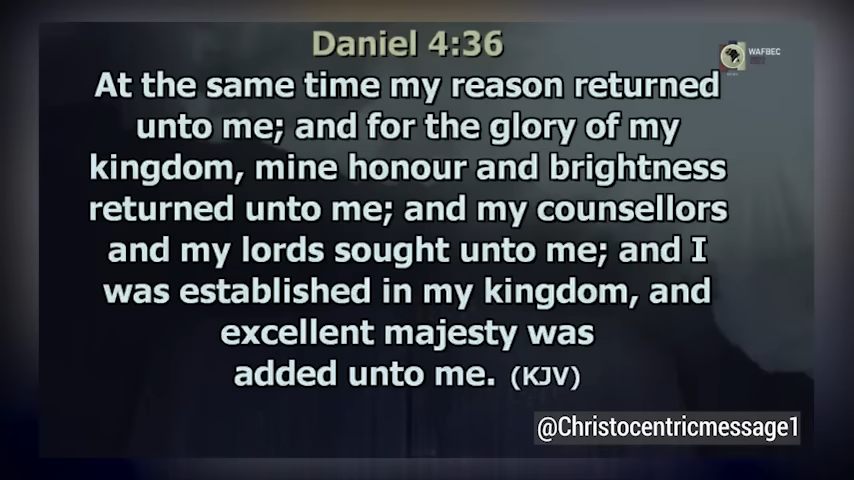 Daniel 4:36
WAFBEC
At the same time my reason returned
unto me; and for the glory of my
kingdom, mine honour and brightness
returned unto me; and my counsellors
and my lords sought unto me; and I
was established in my kingdom, and
excellent majesty was
added unto me. (KJV)
@Christocentricmessage1